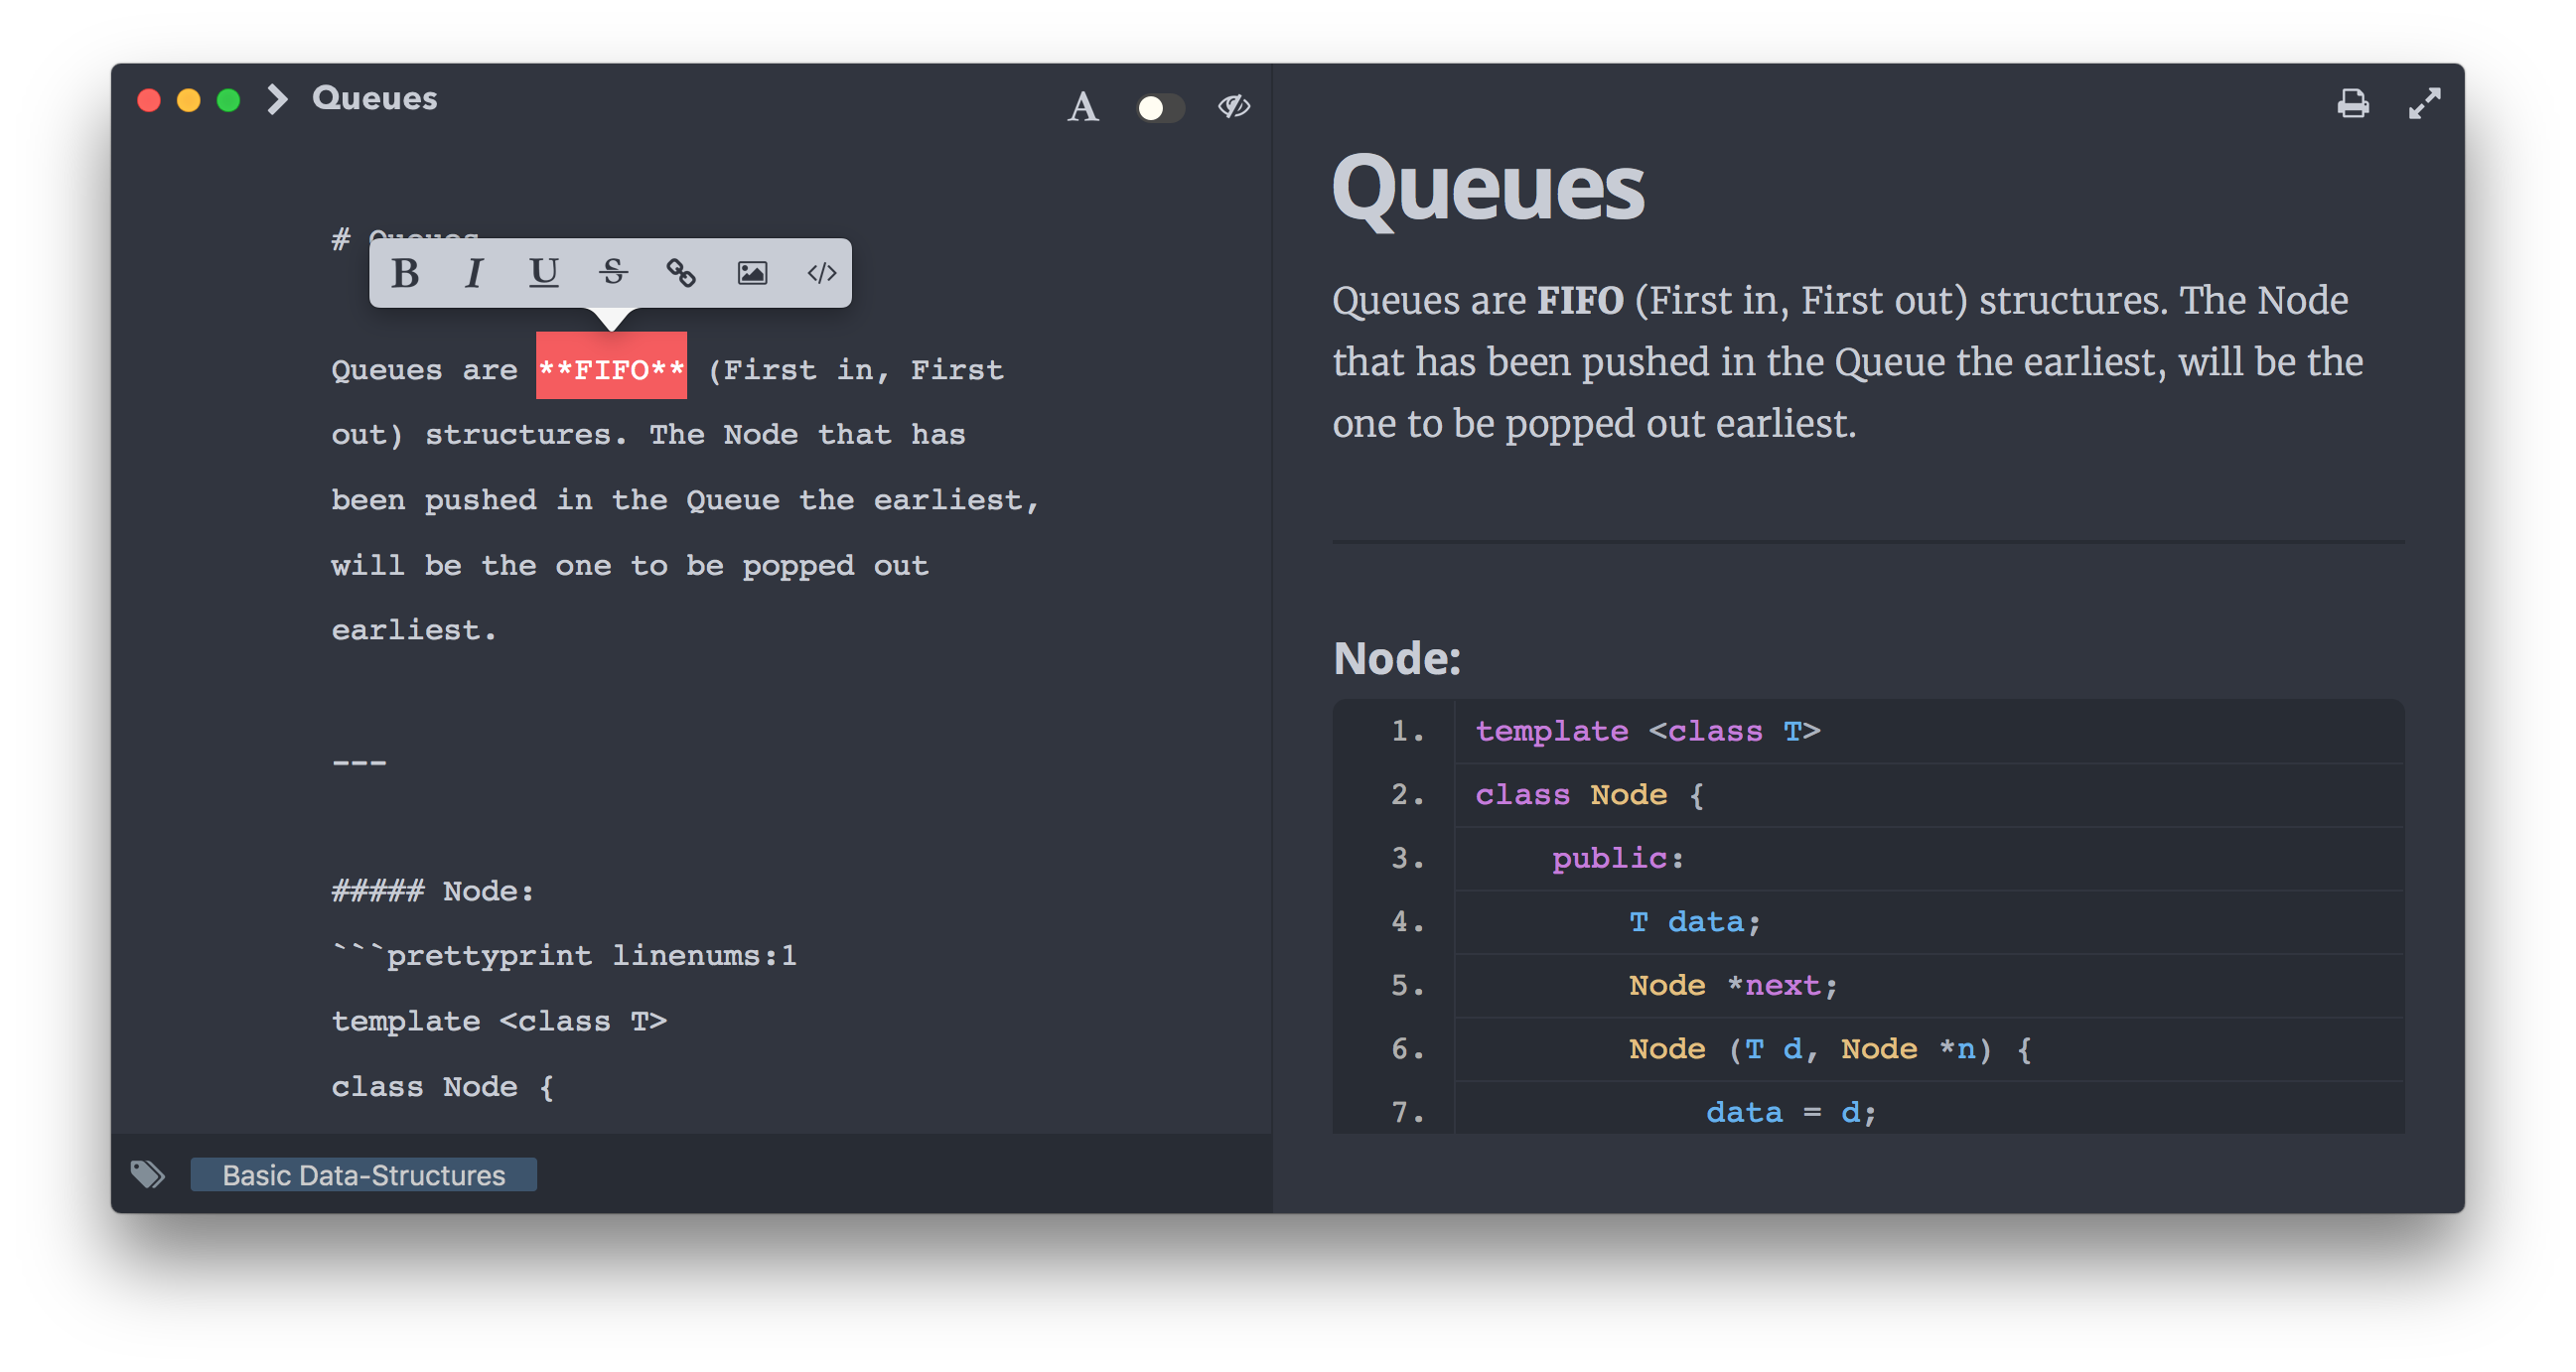 Queues
A
# Queues
B I U S </>
Queues are **FIFO** (First in, First
out) structures. The Node that has
been pushed in the Queue the earliest,
will be the one to be popped out
earliest.
---
##### Node:
```prettyprint linenums:1
template <class T>
class Node {
Basic Data-Structures
Queues
Queues are FIFO (First in, First out) structures. The Node
that has been pushed in the Queue the earliest, will be the
one to be popped out earliest.
Node:
1. template <class T>
2. class Node {
3. public:
4. T data;
5. Node *next;
6. Node (T d, Node *n) {
7. data = d;